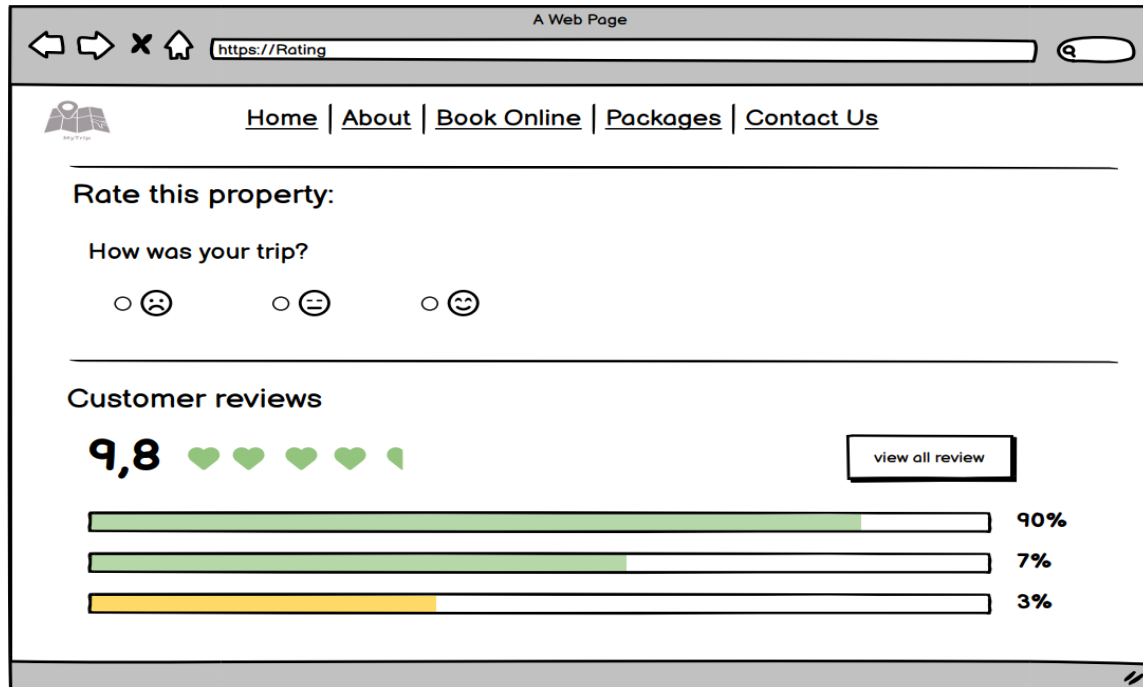 A Web Page
https://Rating
MyTrip
Home | About | Book Online | Packages | Contact Us
Rate this property:
How was your trip?
Customer reviews
9,8
view all review
90%
7%
3%